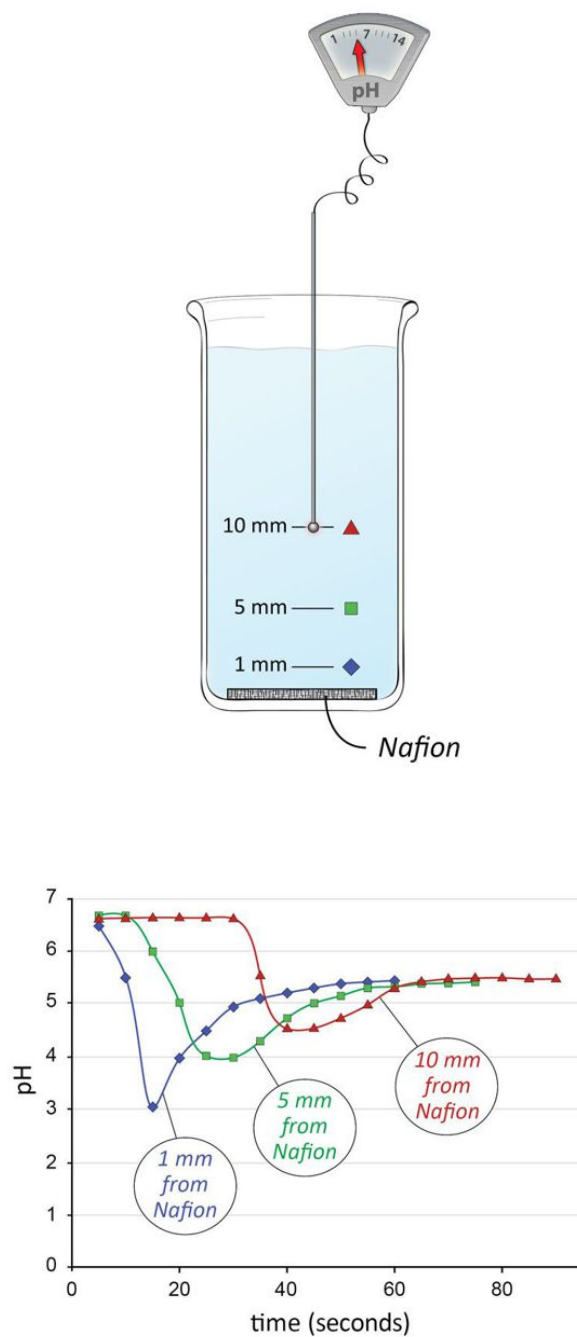 1 7 14
pH
10 mm
5 mm
1 mm
Nafion
7
6
5
4
3
2
1
0
pH
10 mm
from
Nafion
5 mm
from
Nafion
1 mm
from
Nafion
0 20 40 60 80
time (seconds)